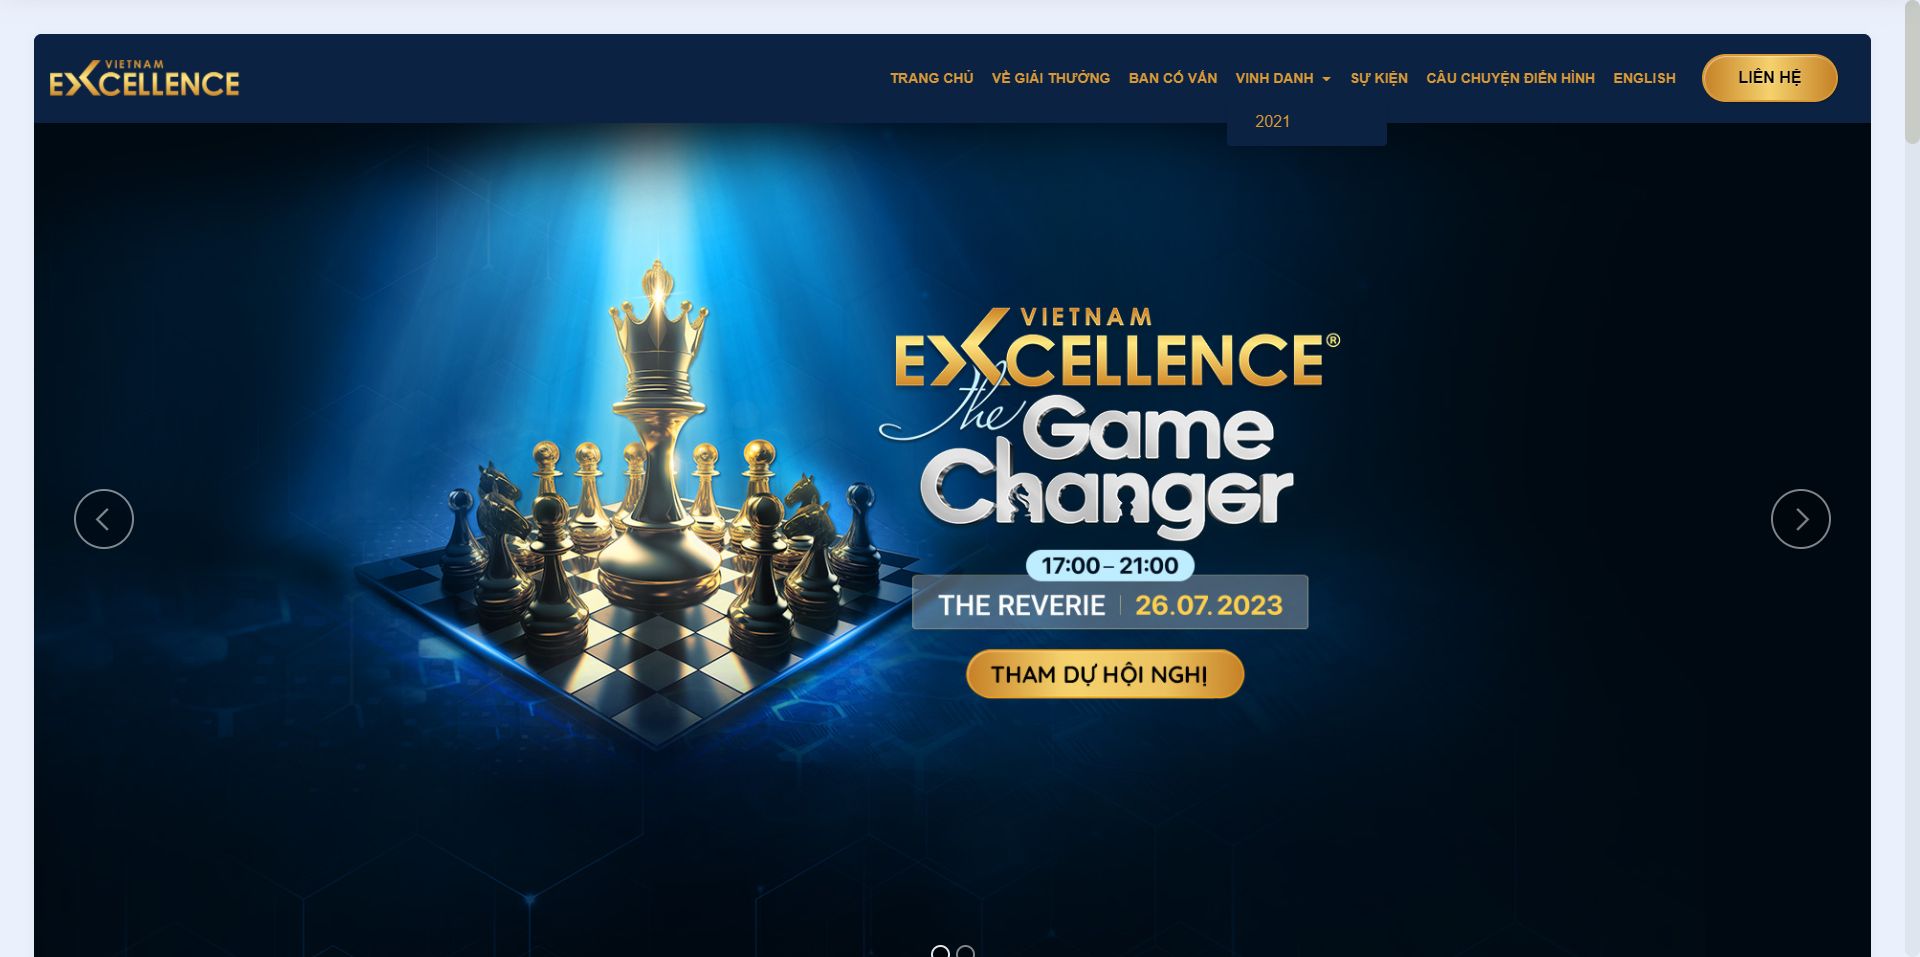 VIETNAM
EXCELLENCE
TRANG CHỦ VỀ GIẢI THƯỞNG BAN CỐ VẤN VINH DANH SỰ KIỆN CÂU CHUYỆN ĐIỂN HÌNH ENGLISH LIÊN HỆ
2021
VIETNAM
EXCELLENCE®
the Game
Changer
17:00 – 21:00
THE REVERIE | 26.07.2023
THAM DỰ HỘI NGHỊ